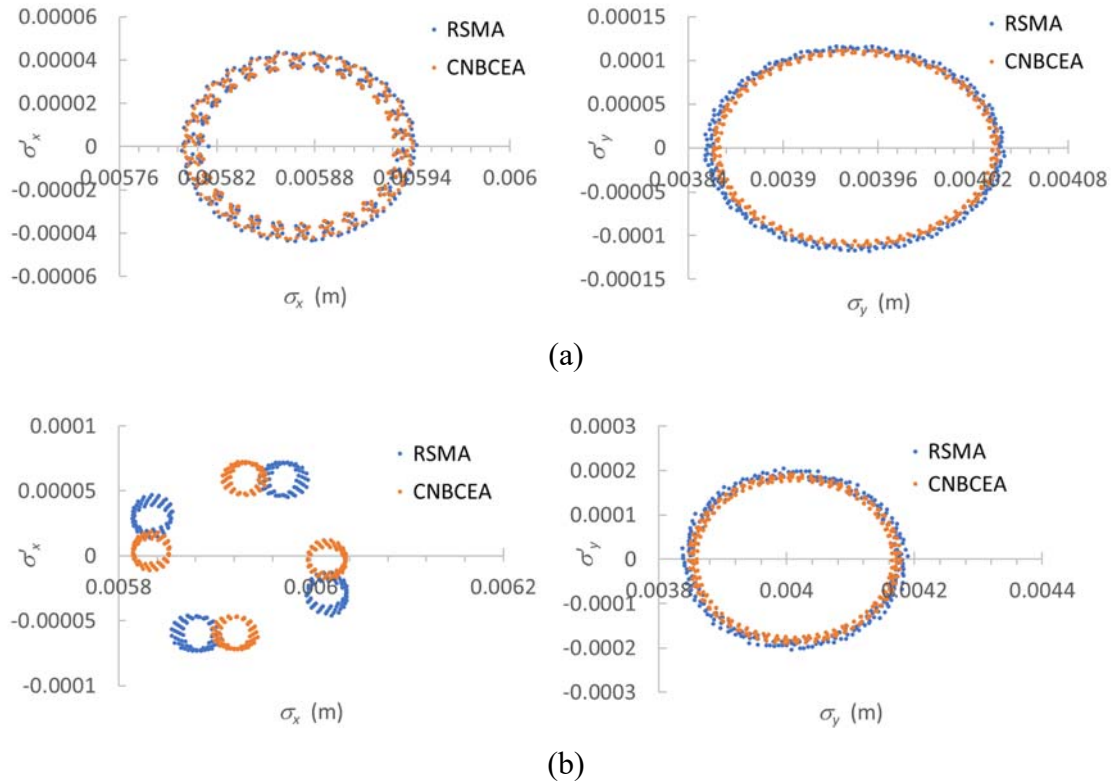 0.00006
0.00004
0.00002
0
-0.00002
-0.00004
-0.00006
σ'x
0.00576
0.00582
0.00588
0.00594
0.006
σx (m)
RSMA
CNBCEA
0.00015
0.0001
0.00005
0
-0.00005
-0.0001
-0.00015
σ'y
0.00384
0.0039
0.00396
0.00402
0.00408
σy (m)
RSMA
CNBCEA
(a)
0.0001
0.00005
0
-0.00005
-0.0001
σ'x
0.0058
0.006
0.0062
σx (m)
RSMA
CNBCEA
0.0003
0.0002
0.0001
0
-0.0001
-0.0002
-0.0003
σ'y
0.0038
0.004
0.0042
0.0044
σy (m)
RSMA
CNBCEA
(b)